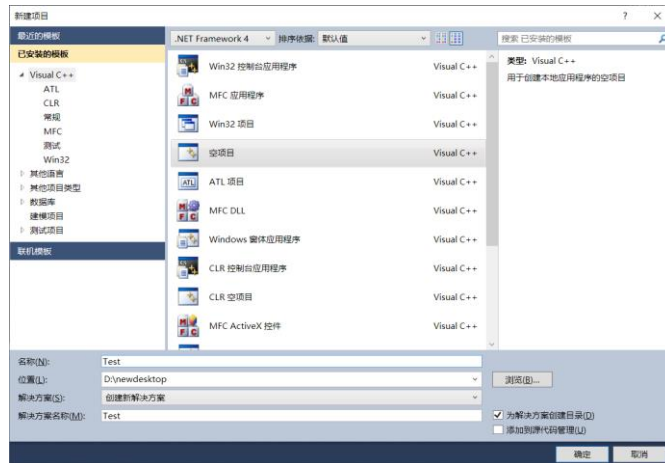 新建项目
最近的模板
已安装的模板
Visual C++
ATL
CLR
常规
MFC
测试
Win32
其他语言
其他项目类型
数据库
建模项目
测试项目
联机模板
.NET Framework 4 排序依据: 默认值
Win32 控制台应用程序 Visual C++
MFC 应用程序 Visual C++
Win32 项目 Visual C++
空项目 Visual C++
ATL 项目 Visual C++
MFC DLL Visual C++
Windows 窗体应用程序 Visual C++
CLR 控制台应用程序 Visual C++
CLR 空项目 Visual C++
MFC ActiveX 控件 Visual C++
搜索 已安装的模板
类型: Visual C++
用于创建本地应用程序的空项目
名称(N): Test
位置(L): D:\newdesktop 浏览(B)...
解决方案(S): 创建新解决方案
解决方案名称(M): Test
为解决方案创建目录(D)
添加到源代码管理(U)
确定 取消